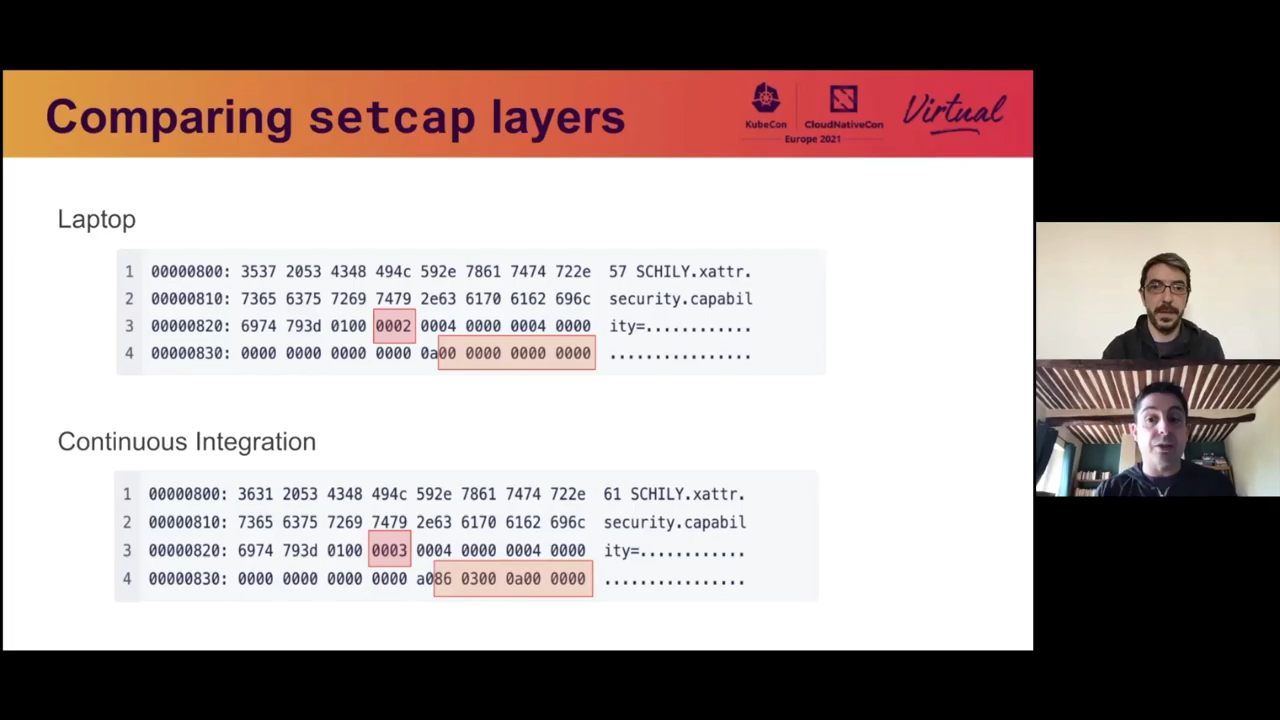 Comparing setcap layers
KubeCon
CloudNativeCon
Europe 2021
Virtual
Laptop
1 00000800: 3537 2053 4348 494c 592e 7861 7474 722e 57 SCHILY.xattr.
2 00000810: 7365 6375 7269 7479 2e63 6170 6162 696c security.capabil
3 00000820: 6974 793d 0100 0002 0004 0000 0004 0000 ity=............
4 00000830: 0000 0000 0000 0000 0a00 0000 0000 0000 ................
Continuous Integration
1 00000800: 3631 2053 4348 494c 592e 7861 7474 722e 61 SCHILY.xattr.
2 00000810: 7365 6375 7269 7479 2e63 6170 6162 696c security.capabil
3 00000820: 6974 793d 0100 0003 0004 0000 0004 0000 ity=............
4 00000830: 0000 0000 0000 0000 a086 0300 0a00 0000 ................